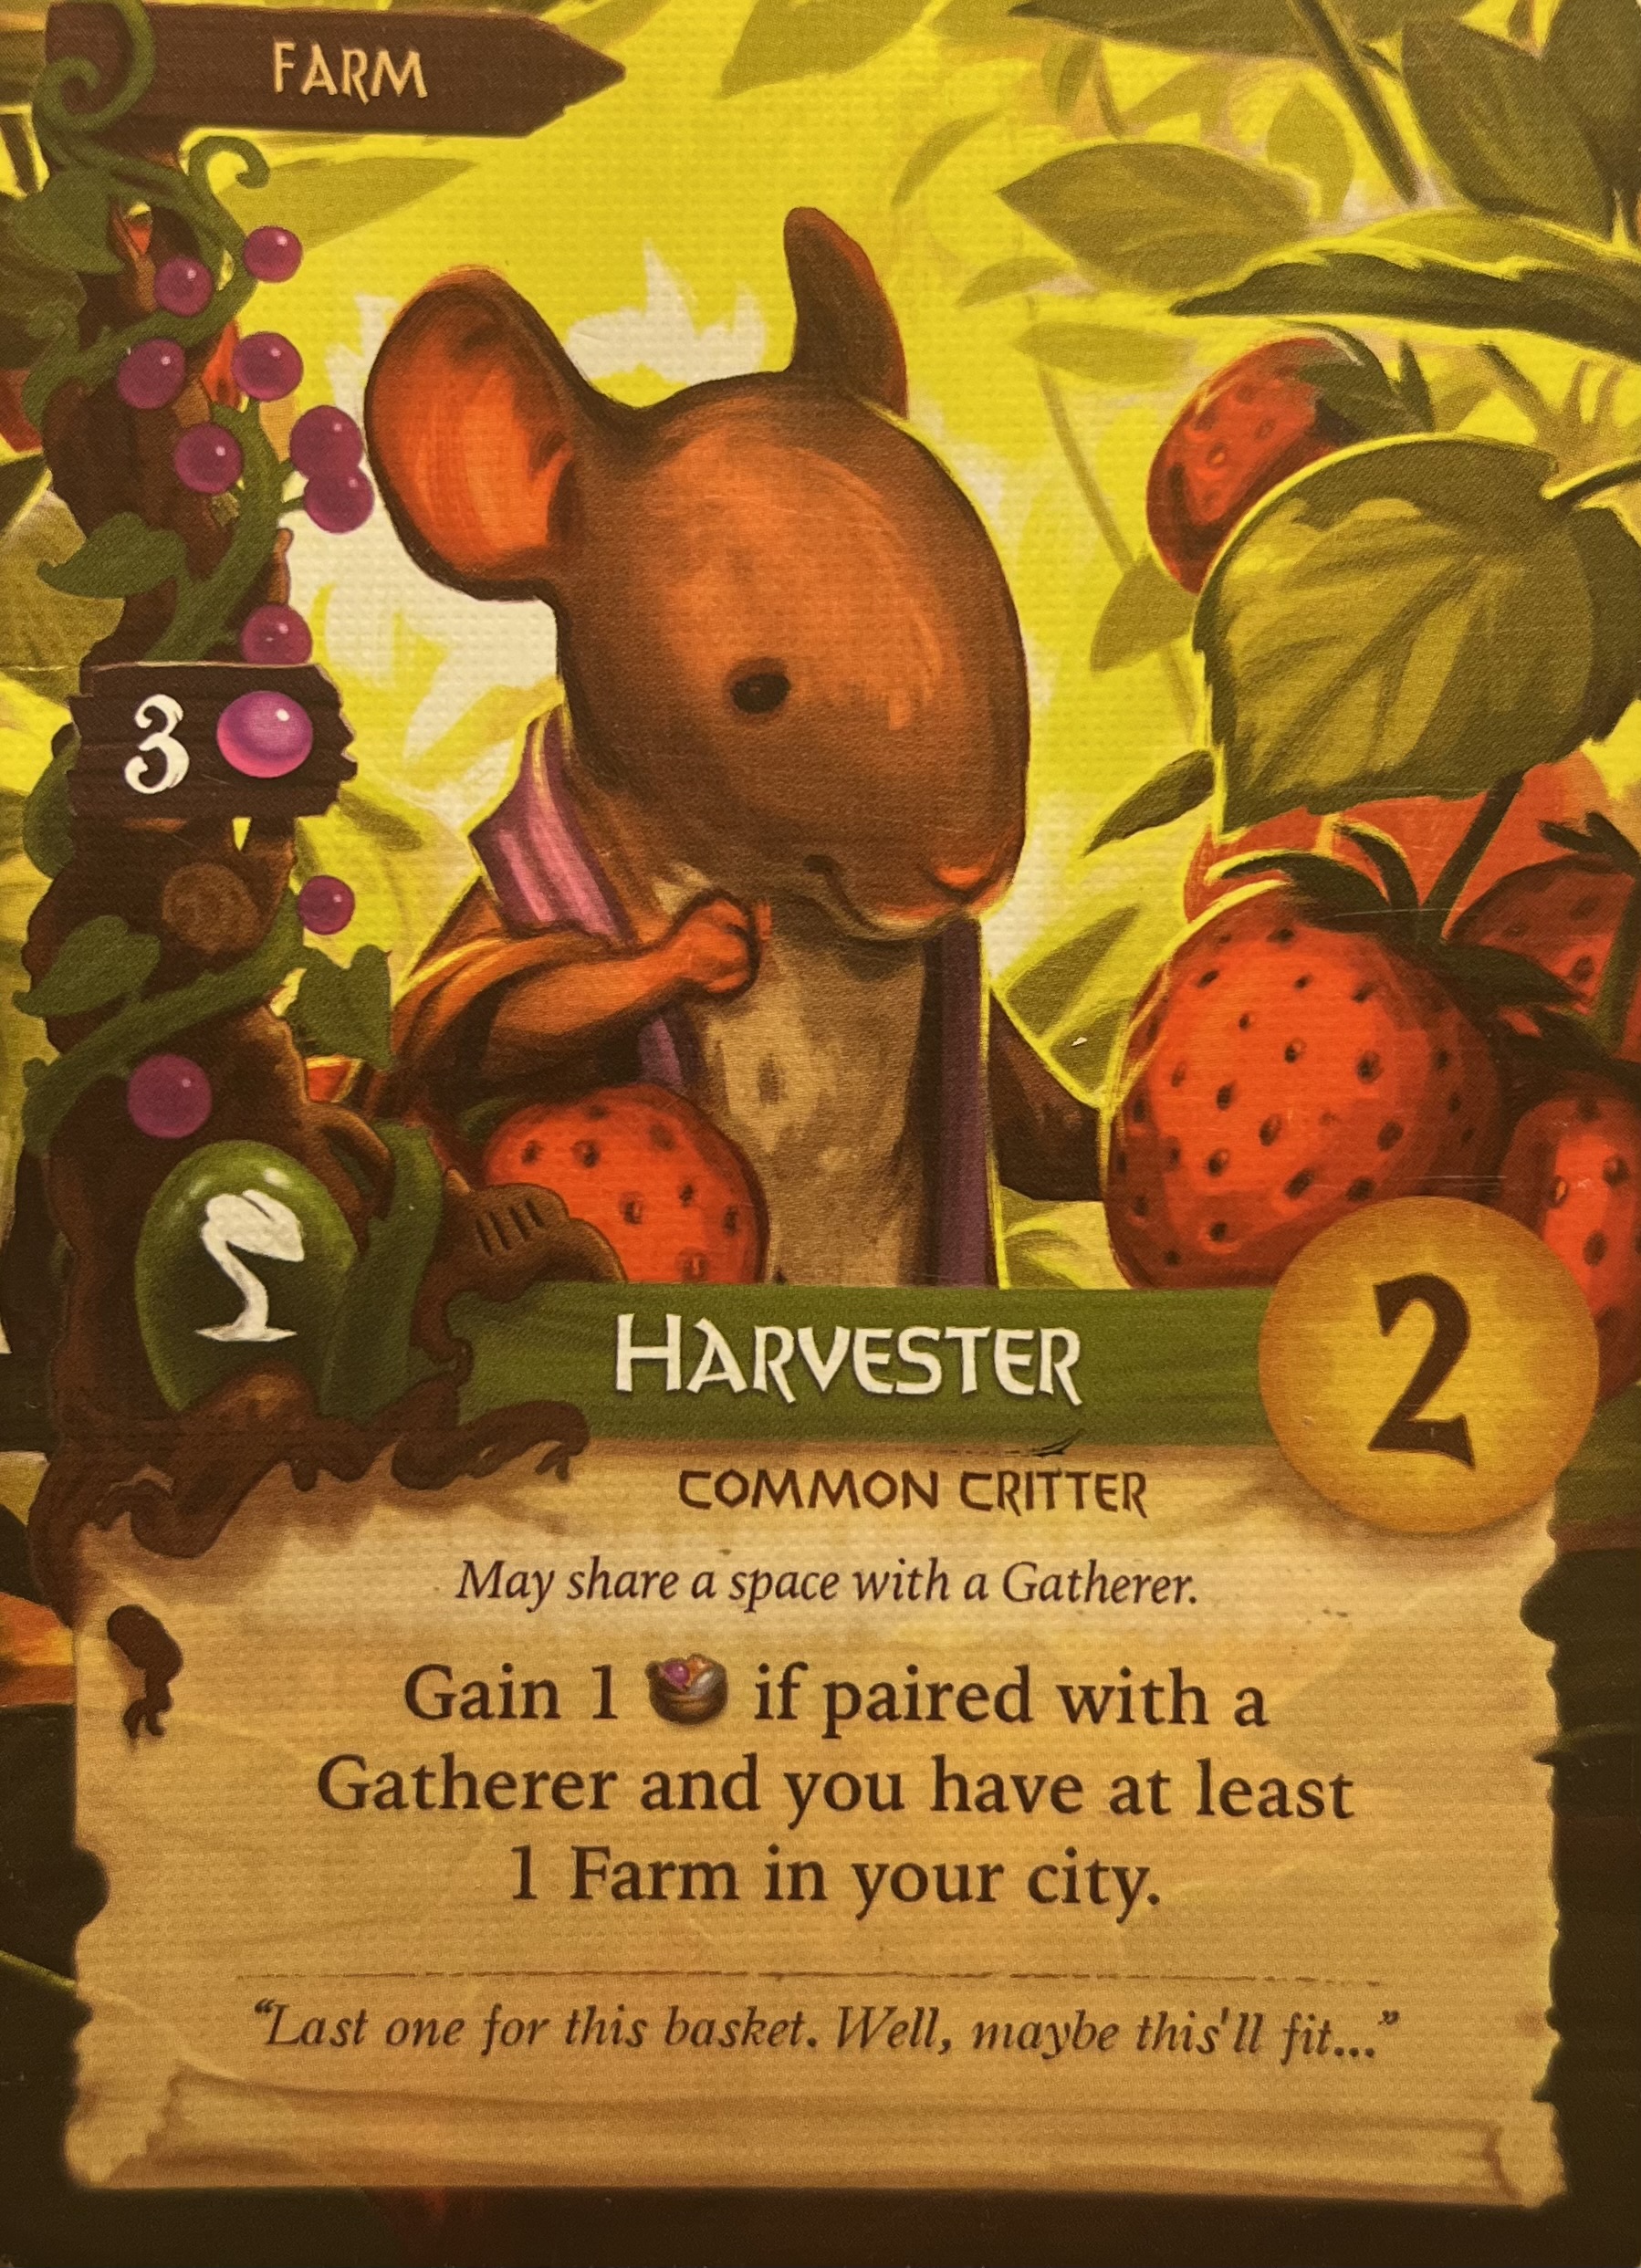 FARM
3
HARVESTER
2
COMMON CRITTER
May share a space with a Gatherer.
Gain 1 if paired with a
Gatherer and you have at least
1 Farm in your city.
“Last one for this basket. Well, maybe this'll fit...”